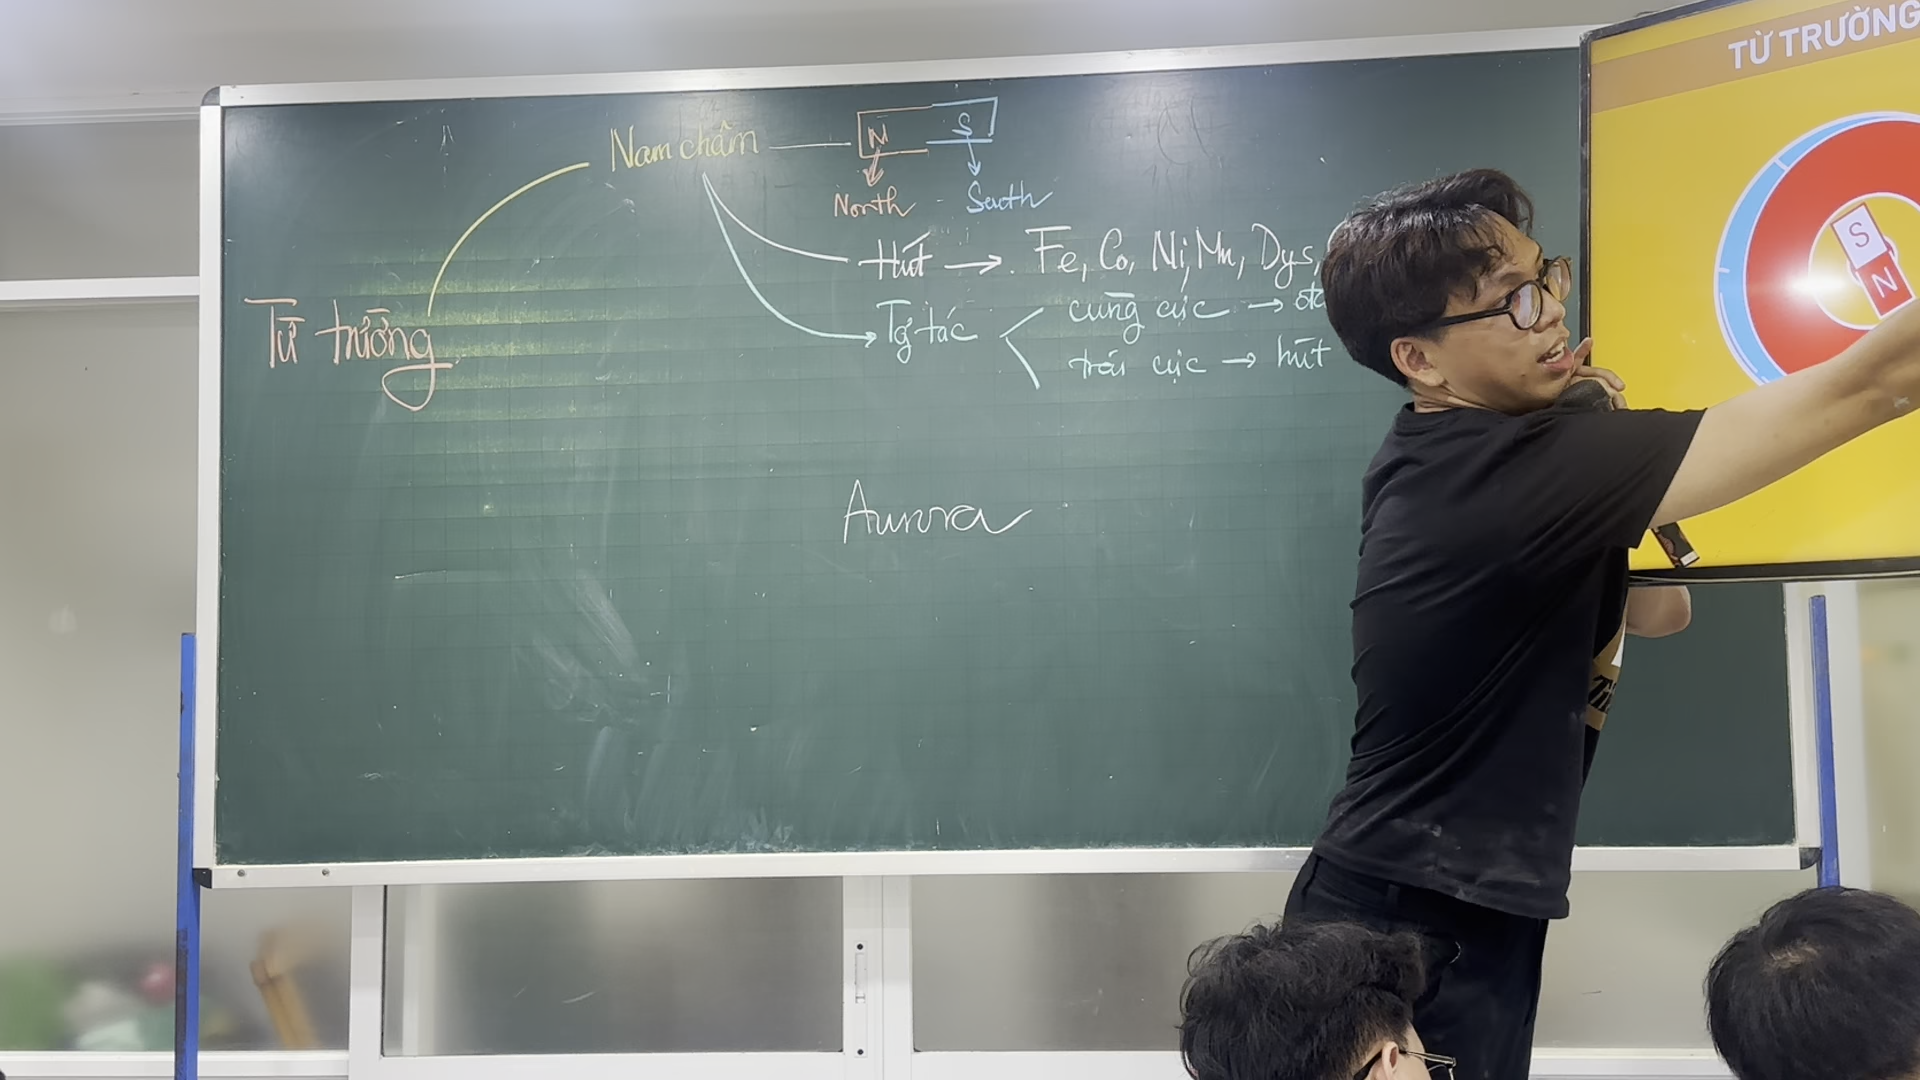 TỪ TRƯỜNG
Nam châm
N S
North South
Hút → Fe, Co, Ni, Mn, Dys,
Từ trường
Tg tác
cùng cực →
trái cực → hút
Aurora
S
N